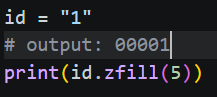 id = "1"
# output: 00001
print(id.zfill(5))